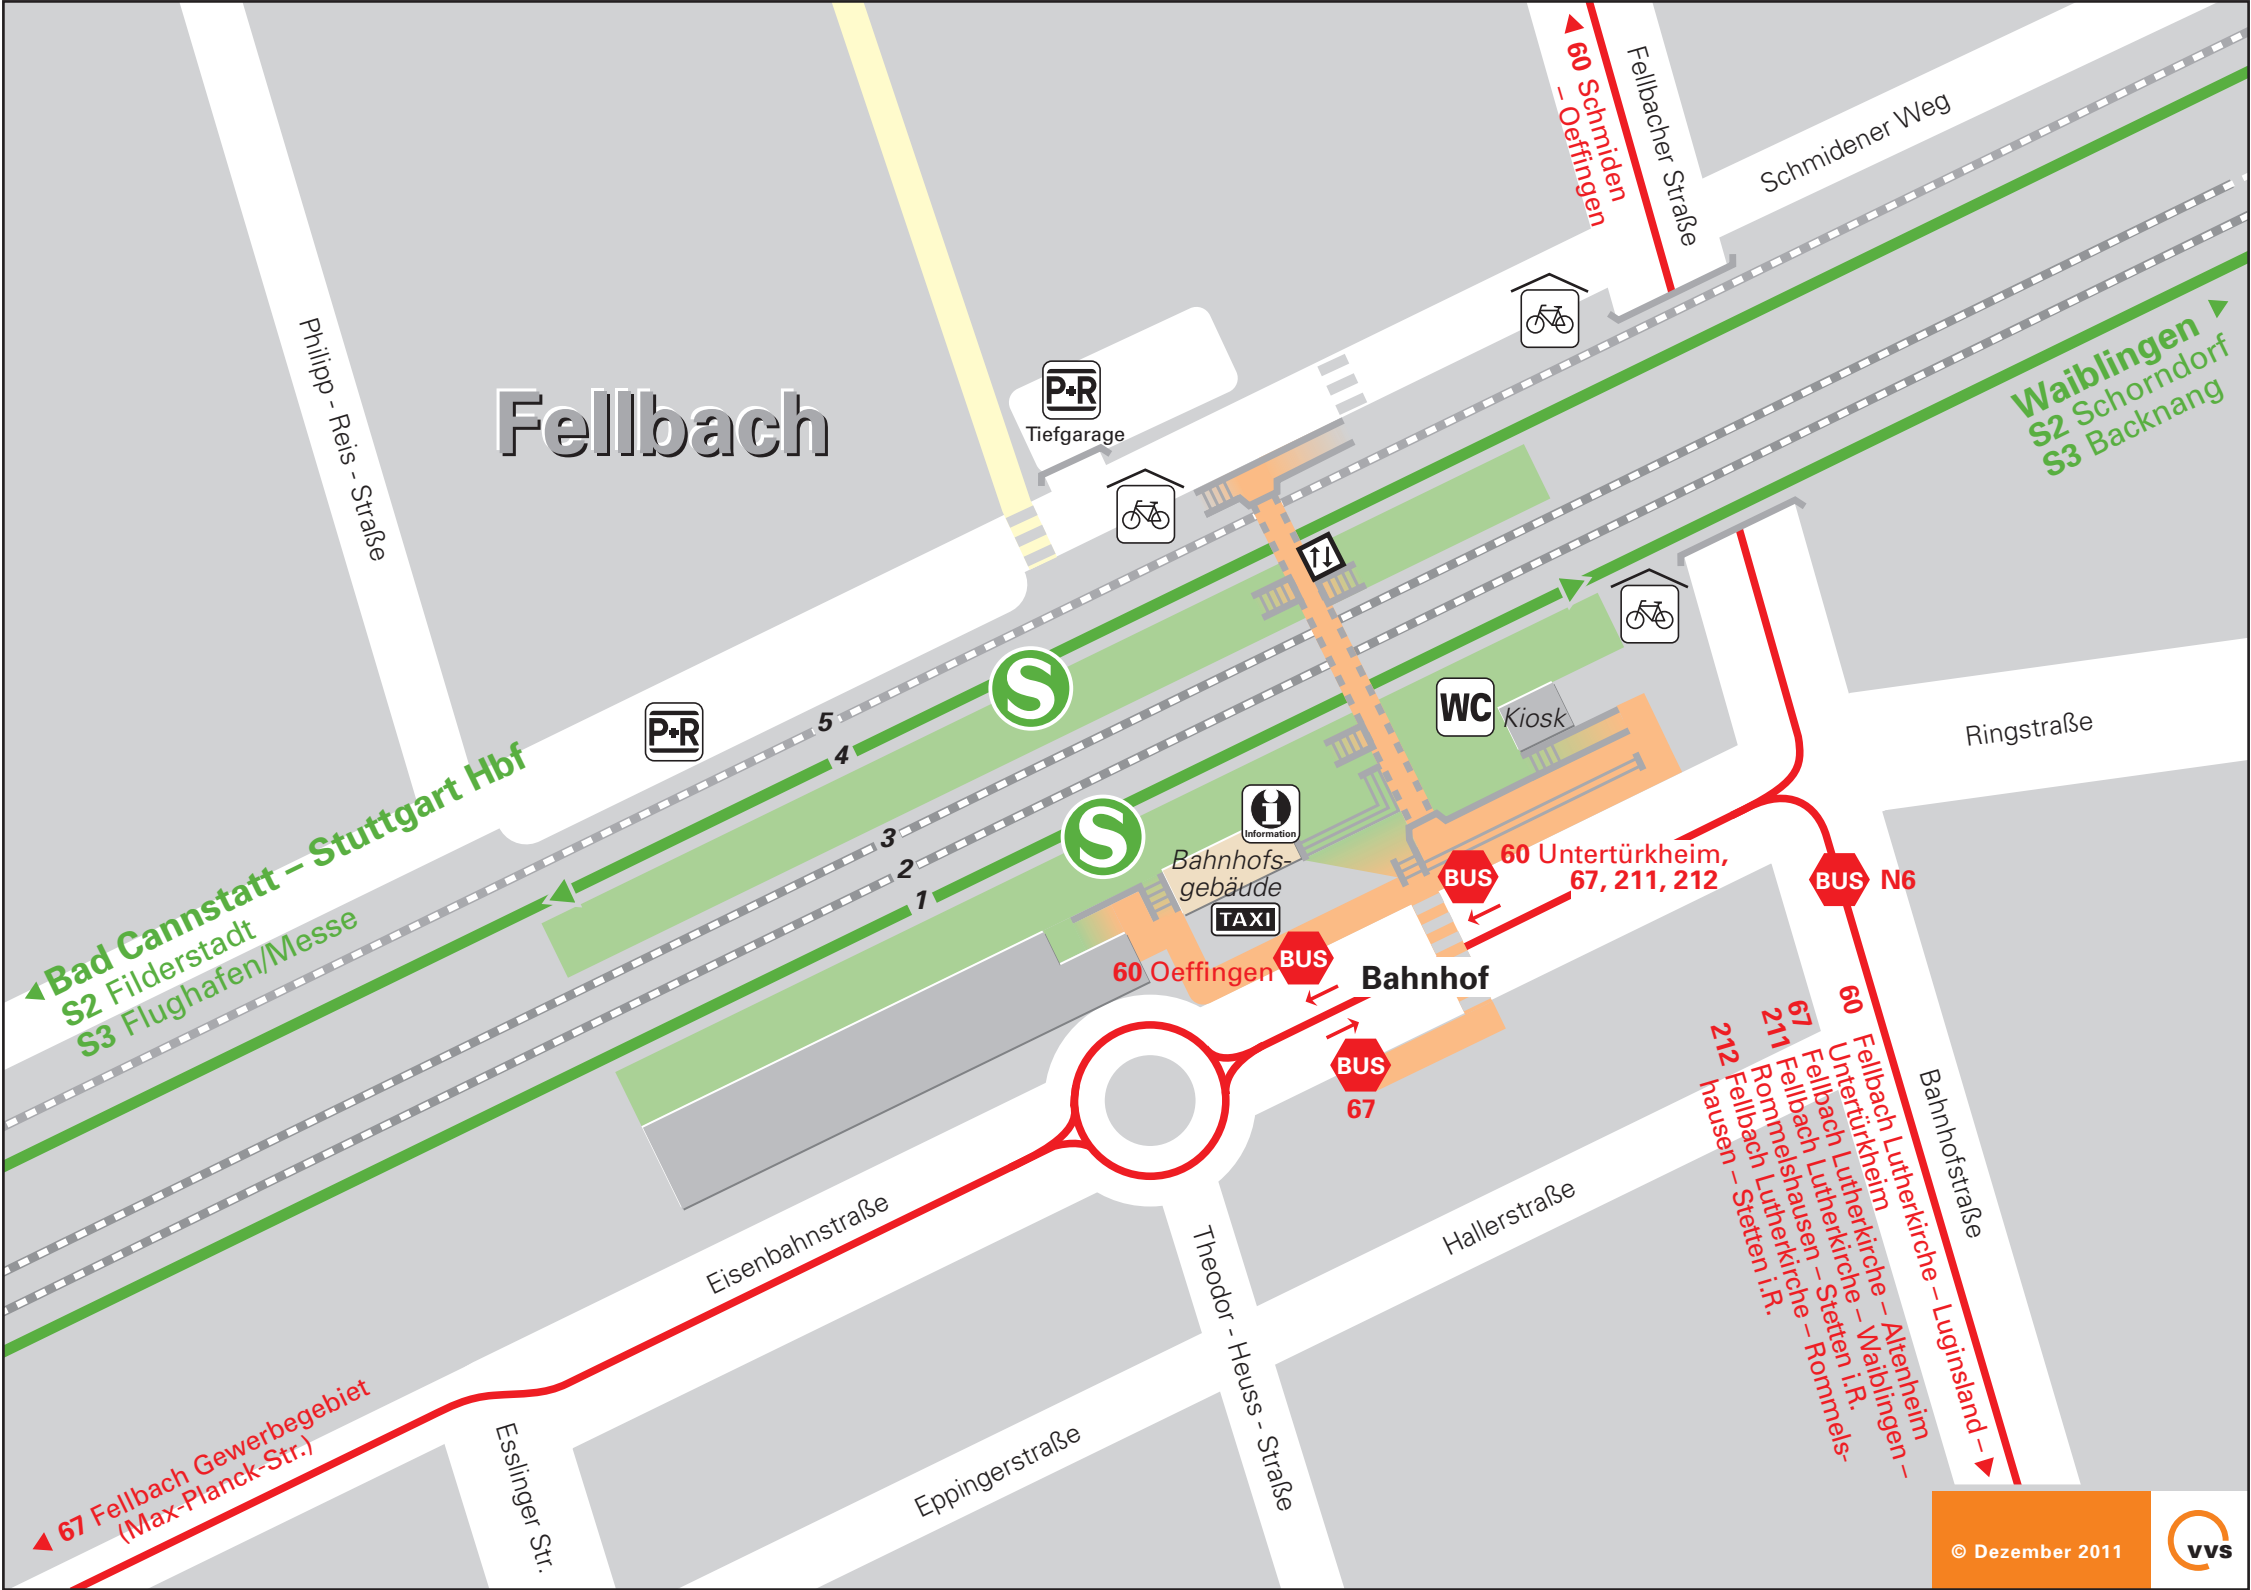 60 Schmiden
– Oeffingen
Fellbacher Straße
Schmidener Weg
Philipp - Reis - Straße
Fellbach
P+R
Tiefgarage
Waiblingen
S2 Schorndorf
S3 Backnang
P+R
S
5
4
3
2
1
S
WC
Kiosk
Ringstraße
i
Information
Bahnhofs-
gebäude
TAXI
Bad Cannstatt – Stuttgart Hbf
S2 Filderstadt
S3 Flughafen/Messe
BUS
60 Untertürkheim,
67, 211, 212
BUS N6
60 Oeffingen
BUS
Bahnhof
BUS
67
60 Fellbach Lutherkirche – Luginsland –
Untertürkheim
67 Fellbach Lutherkirche – Altenheim
211 Fellbach Lutherkirche – Waiblingen –
Rommelshausen – Stetten i.R.
212 Fellbach Lutherkirche – Rommels-
hausen – Stetten i.R.
Bahnhofstraße
Eisenbahnstraße
Hallerstraße
Theodor - Heuss - Straße
Eppingerstraße
Esslinger Str.
67 Fellbach Gewerbegebiet
(Max-Planck-Str.)
© Dezember 2011
vvs